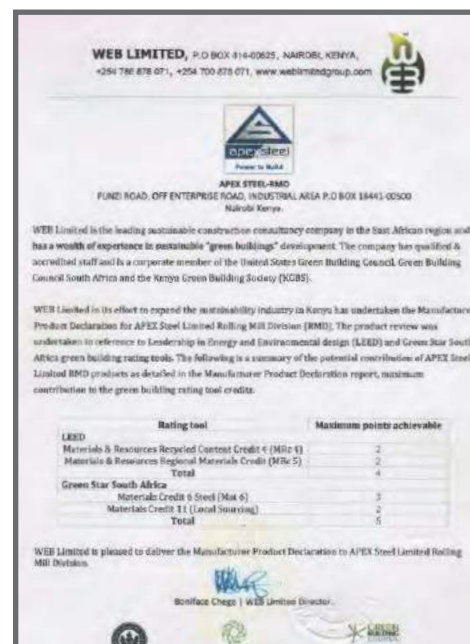 WEB LIMITED, P.O BOX 414-00625, NAIROBI, KENYA,
+254 786 878 071, +254 700 878 071, www.weblimitedgroup.com
WEB
apex steel
Power to Build
APEX STEEL-RMD
FUNZI ROAD, OFF ENTERPRISE ROAD, INDUSTRIAL AREA P.O BOX 18441-00500
Nairobi Kenya.
WEB Limited is the leading sustainable construction consultancy company in the East African region and
has a wealth of experience in sustainable "green buildings" development. The company has qualified &
accredited staff and is a corporate member of the United States Green Building Council, Green Building
Council South Africa and the Kenya Green Building Society (KGBS).
WEB Limited in its effort to expend the sustainability industry in Kenya has undertaken the Manufacture
Product Declaration for APEX Steel Limited Rolling Mill Division (RMD). The product review was
undertaken in reference to Leadership in Energy and Environmental design (LEED) and Green Star South
Africa green building rating tools. The following is a summary of the potential contribution of APEX Steel
Limited RMD products as detailed in the Manufacturer Product Declaration report, maximum
contribution to the green building rating tool credits.
Rating tool Maximum points achievable
LEED
Materials & Resources Recycled Content Credit 4 (MRc 4) 2
Materials & Resources Regional Materials Credit (MRc 5) 2
Total 4
Green Star South Africa
Materials Credit 6 Steel (Mat 6) 3
Materials Credit 11 (Local Sourcing) 2
Total 5
WEB Limited is pleased to deliver the Manufacturer Product Declaration to APEX Steel Limited Rolling
Mill Division.
Boniface Chege | WEB Limited Director.
GREEN
BUILDING